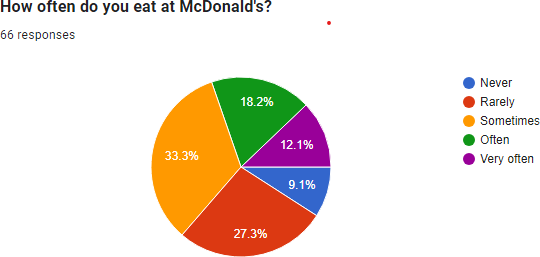 How often do you eat at McDonald's?
66 responses
18.2%
12.1%
33.3%
9.1%
27.3%
Never
Rarely
Sometimes
Often
Very often